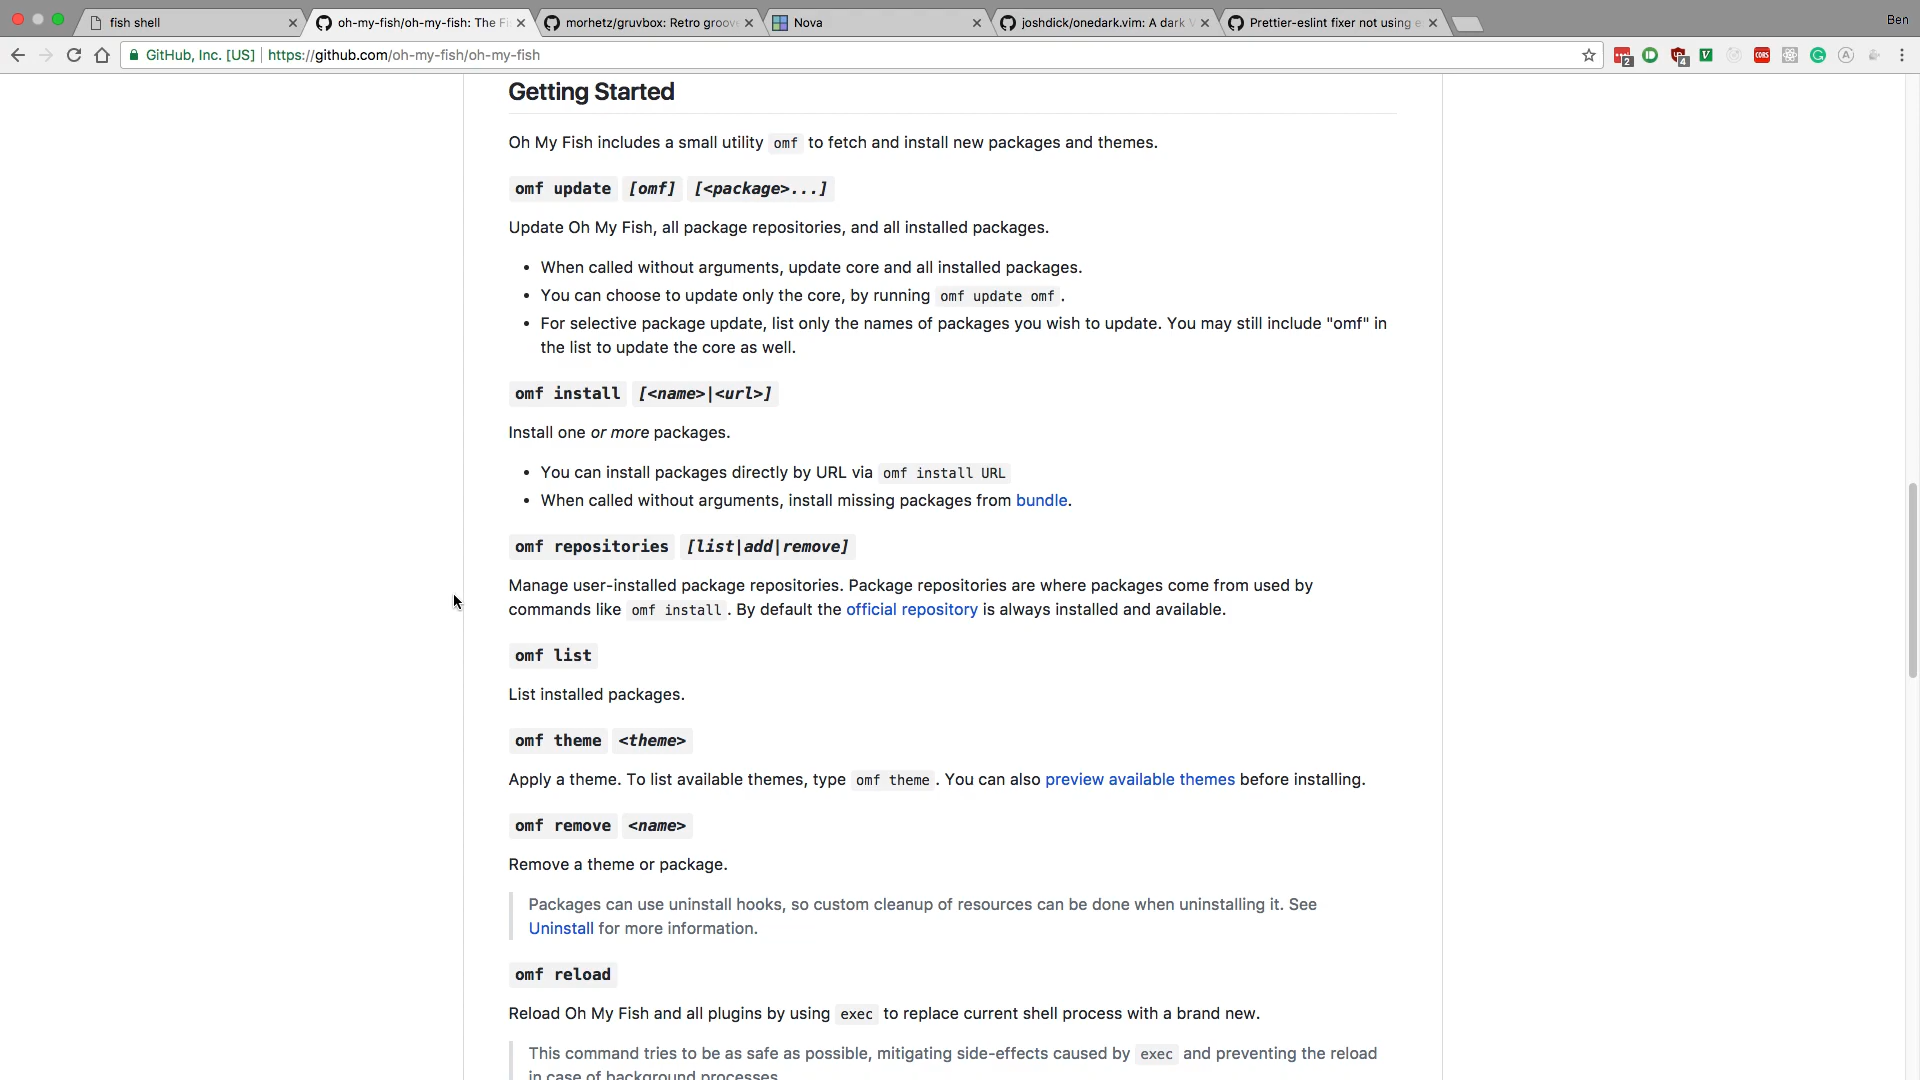 fish shell
oh-my-fish/oh-my-fish: The Fi
morhetz/gruvbox: Retro groov
Nova
joshdick/onedark.vim: A dark V
Prettier-eslint fixer not using e
Ben
GitHub, Inc. [US]
https://github.com/oh-my-fish/oh-my-fish
2
4
V
CORS
G
A
Getting Started
Oh My Fish includes a small utility omf to fetch and install new packages and themes.
omf update [omf] [<package>...]
Update Oh My Fish, all package repositories, and all installed packages.
• When called without arguments, update core and all installed packages.
• You can choose to update only the core, by running omf update omf .
• For selective package update, list only the names of packages you wish to update. You may still include "omf" in
the list to update the core as well.
omf install [<name>|<url>]
Install one or more packages.
• You can install packages directly by URL via omf install URL
• When called without arguments, install missing packages from bundle.
omf repositories [list|add|remove]
Manage user-installed package repositories. Package repositories are where packages come from used by
commands like omf install . By default the official repository is always installed and available.
omf list
List installed packages.
omf theme <theme>
Apply a theme. To list available themes, type omf theme . You can also preview available themes before installing.
omf remove <name>
Remove a theme or package.
Packages can use uninstall hooks, so custom cleanup of resources can be done when uninstalling it. See
Uninstall for more information.
omf reload
Reload Oh My Fish and all plugins by using exec to replace current shell process with a brand new.
This command tries to be as safe as possible, mitigating side-effects caused by exec and preventing the reload
in case of background processes.